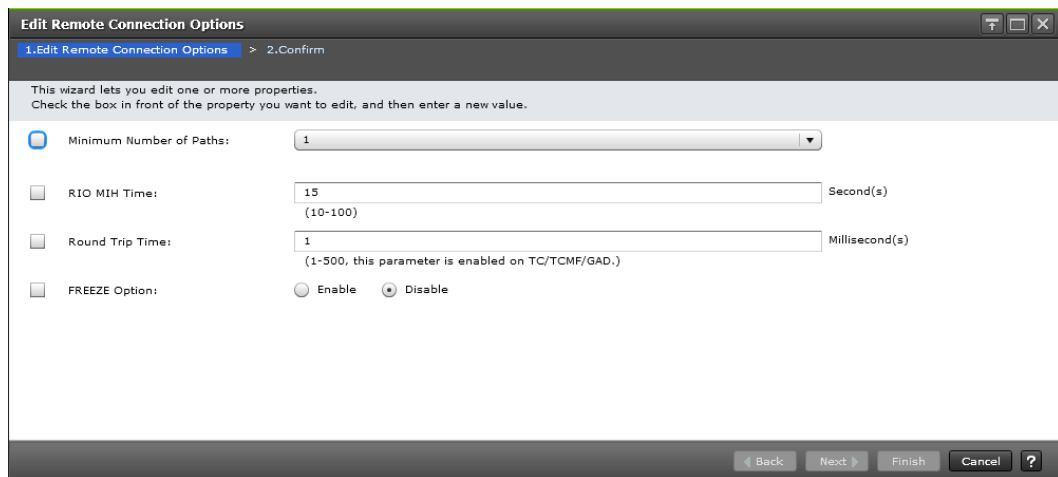 Edit Remote Connection Options
1.Edit Remote Connection Options > 2.Confirm
This wizard lets you edit one or more properties.
Check the box in front of the property you want to edit, and then enter a new value.
Minimum Number of Paths: 1
RIO MIH Time: 15 Second(s)
(10-100)
Round Trip Time: 1 Millisecond(s)
(1-500, this parameter is enabled on TC/TCMF/GAD.)
FREEZE Option: Enable Disable
Back Next Finish Cancel ?